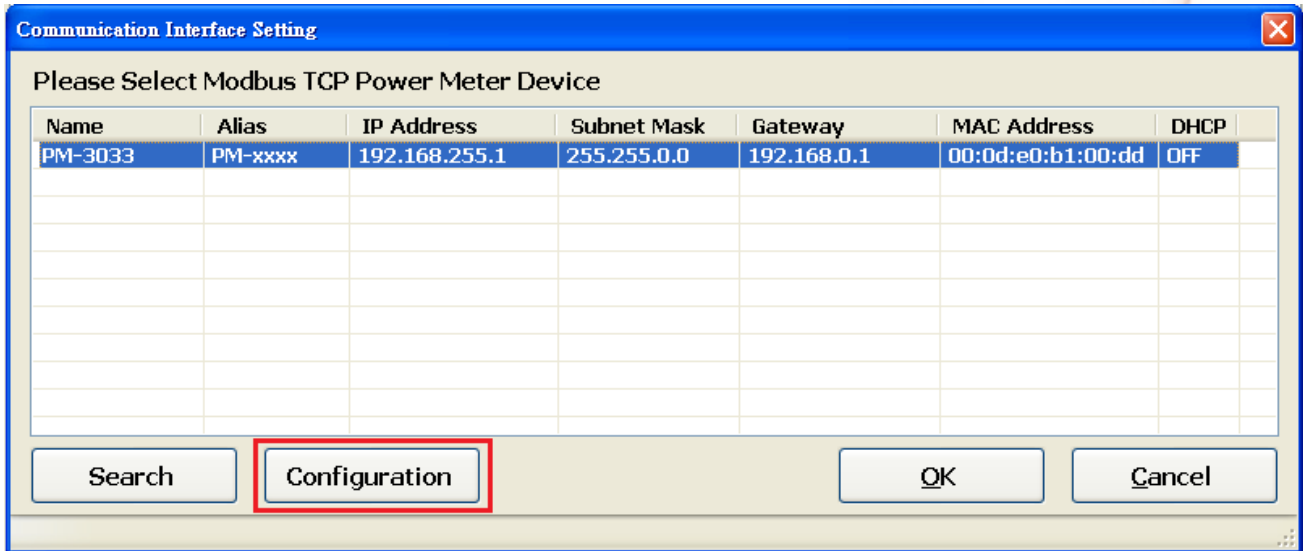 Communication Interface Setting
Please Select Modbus TCP Power Meter Device
Name Alias IP Address Subnet Mask Gateway MAC Address DHCP
PM-3033 PM-xxxx 192.168.255.1 255.255.0.0 192.168.0.1 00:0d:e0:b1:00:dd OFF
Search Configuration OK Cancel